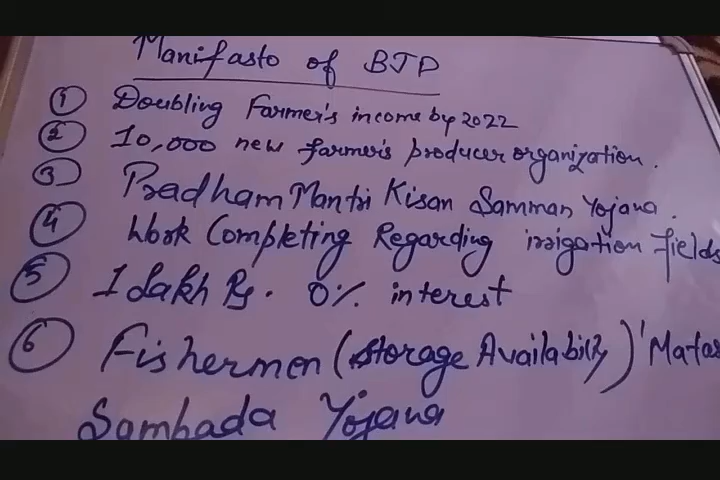 Manifasto of BJP
① Doubling Farmer's income by 2022
② 10,000 new farmer's producer organization.
③ Pradham Mantri Kisan Samman Yojana.
④ Work Completing Regarding irrigation fields
⑤ 1 Lakh Rs. 0% interest
⑥ Fishermen (Storage Availability) 'Matas
Sambada Yojana